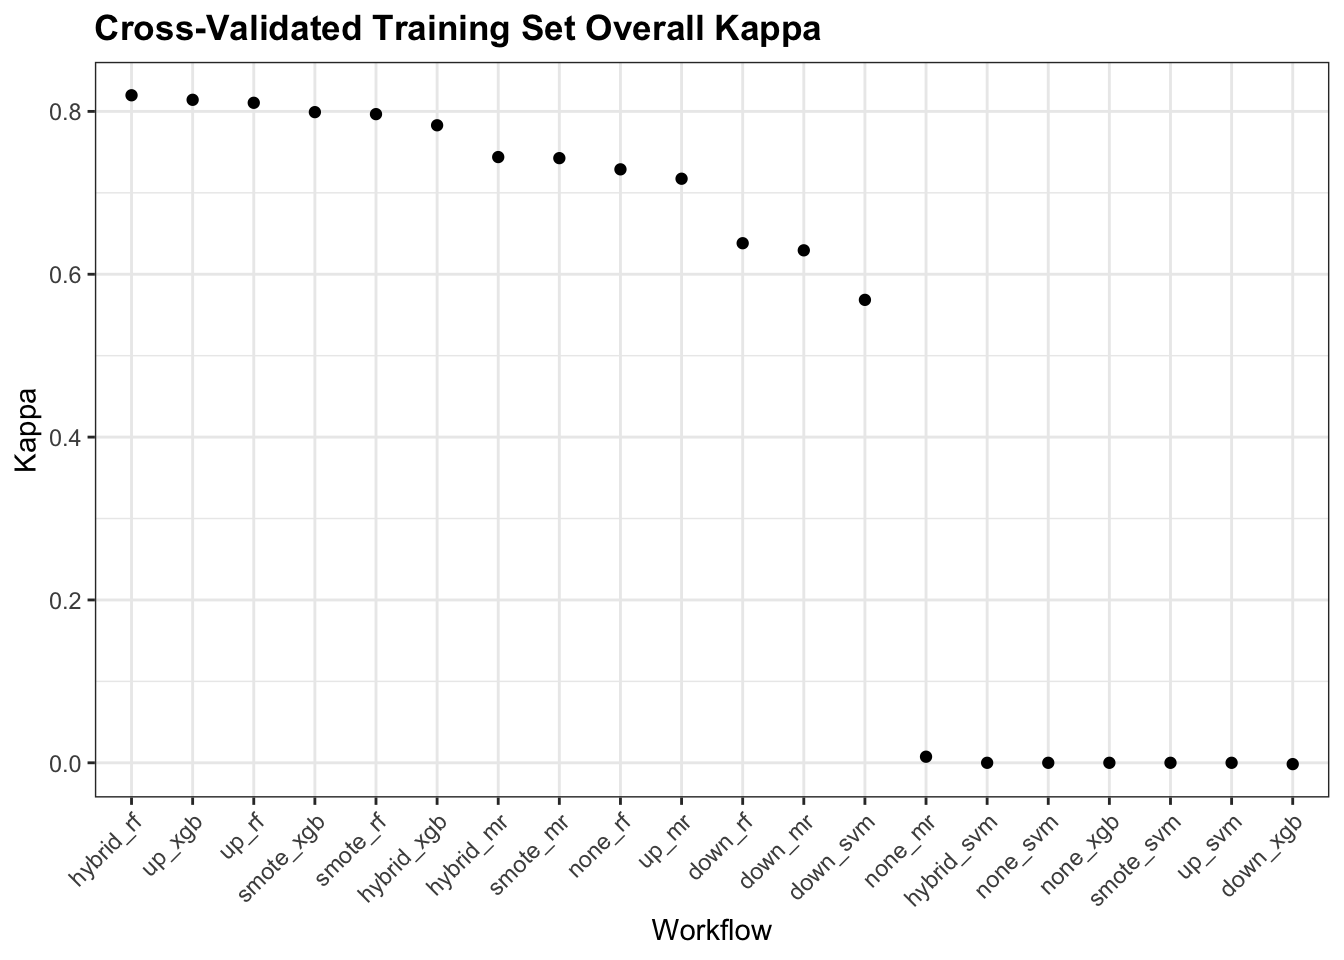 Cross-Validated Training Set Overall Kappa
Kappa
0.8
0.6
0.4
0.2
0.0
hybrid_rf
up_xgb
up_rf
smote_xgb
smote_rf
hybrid_xgb
hybrid_mr
smote_mr
none_rf
up_mr
down_rf
down_mr
down_svm
none_mr
hybrid_svm
none_svm
none_xgb
smote_svm
up_svm
down_xgb
Workflow